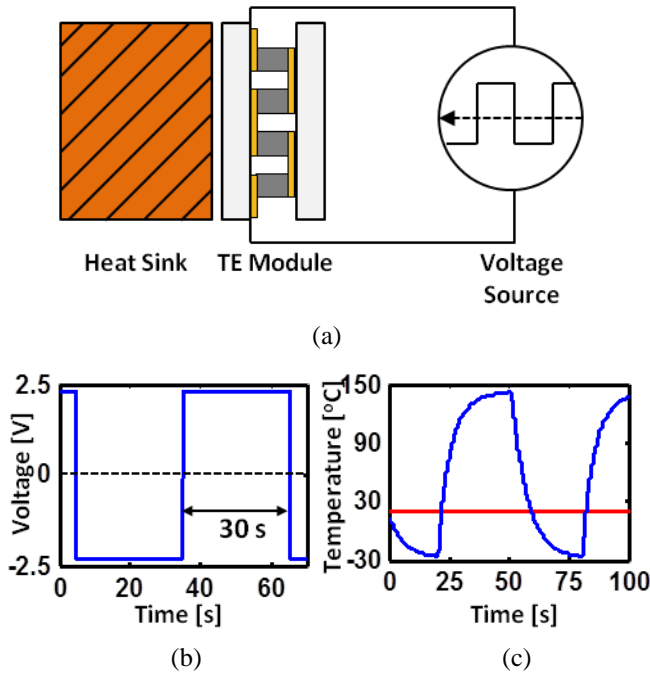 Heat Sink TE Module Voltage
Source
(a)
Voltage [V]
2.5
0
-2.5
30 s
0 20 40 60
Time [s]
(b)
Temperature [°C]
150
90
30
-30
0 25 50 75 100
Time [s]
(c)